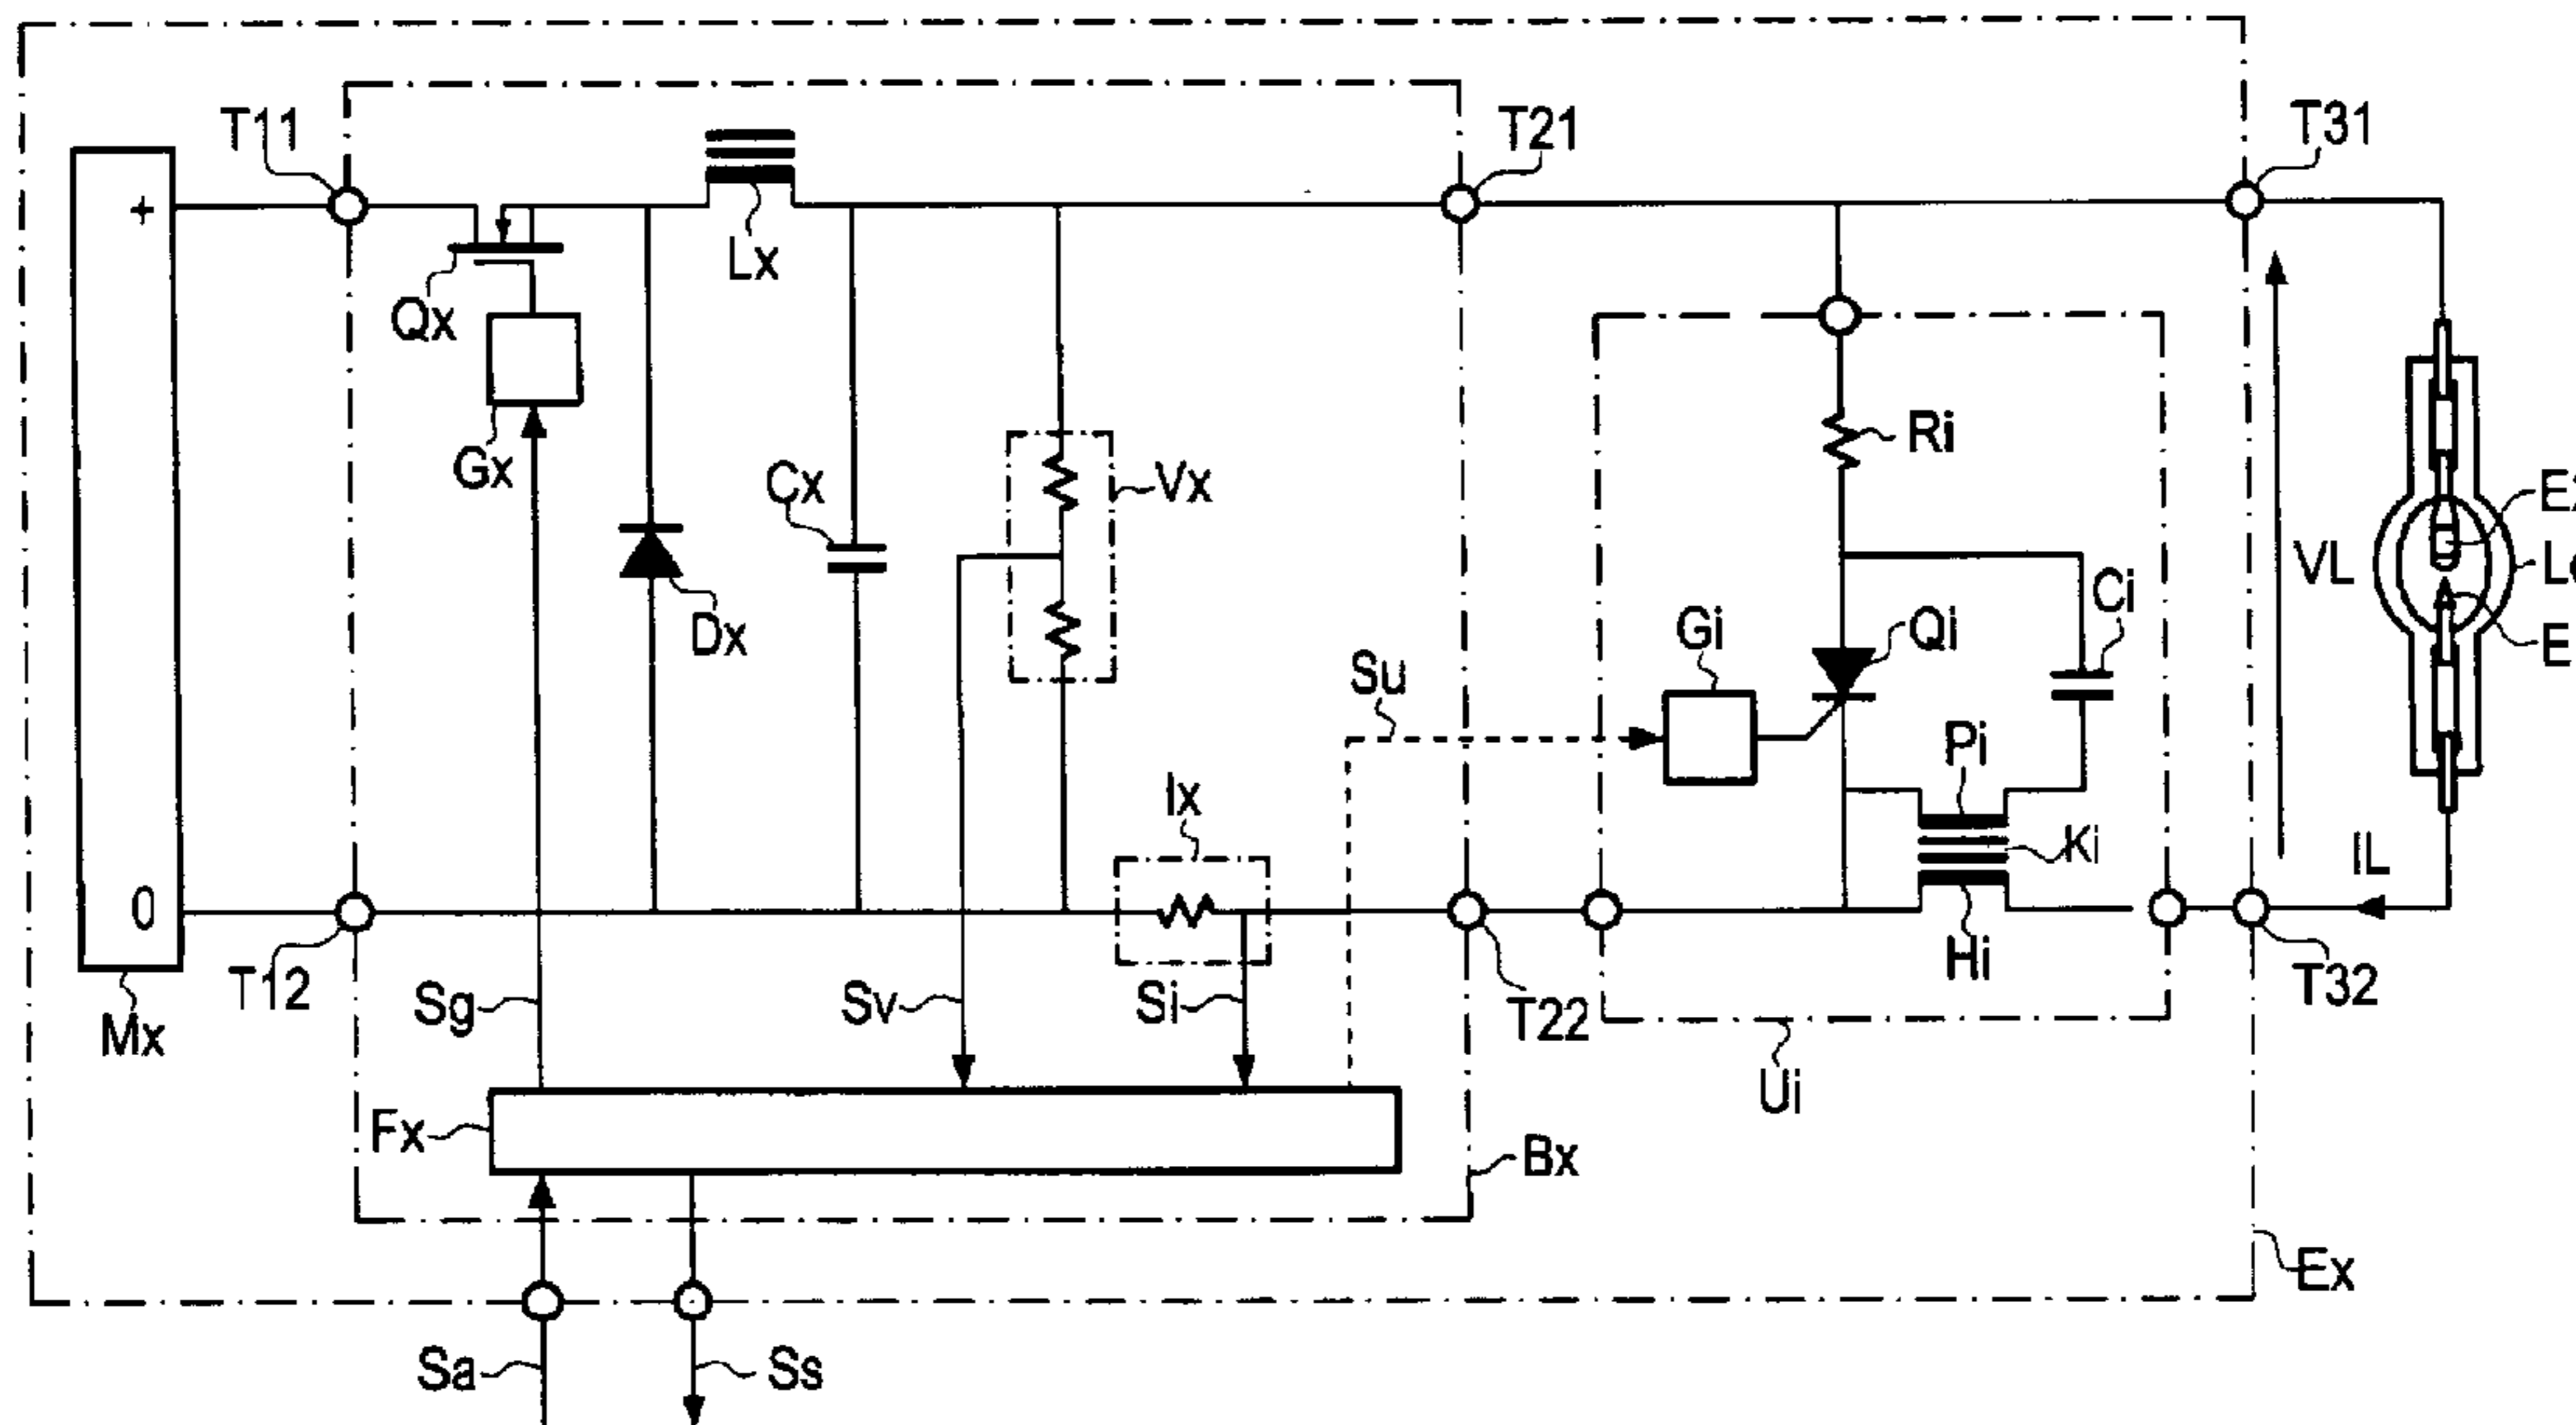 T11
T21
T31
+
Lx
Qx
Gx
Cx
Vx
Ri
VL
Dx
Su
Gi
Qi
Ci
Pi
Ki
Ix
IL
0
Hi
T12
Mx
Sg
Sv
Si
T22
T32
Ui
Fx
Bx
Ex
Sa
Ss